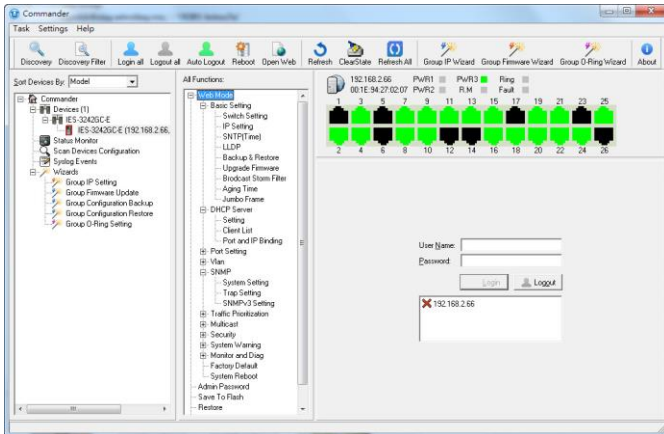 Commander
Task Settings Help
Discovery Discovery Filter Login all Logout all Auto Logout Reboot Open Web Refresh ClearState Refresh All Group IP Wizard Group Firmware Wizard Group O-Ring Wizard About
Sort Devices By: Model
Commander
Devices (1)
IES-3242GC-E
IES-3242GC-E (192.168.2.66,
Status Monitor
Scan Devices Configuration
Syslog Events
Wizards
Group IP Setting
Group Firmware Update
Group Configuration Backup
Group Configuration Restore
Group O-Ring Setting
All Functions:
Web Mode
Basic Setting
Switch Setting
IP Setting
SNTP[Time]
LLDP
Backup & Restore
Upgrade Firmware
Brodcast Storm Filter
Aging Time
Jumbo Frame
DHCP Server
Setting
Client List
Port and IP Binding
Port Setting
Vlan
SNMP
System Setting
Trap Setting
SNMPv3 Setting
Traffic Prioritization
Multicast
Security
System Warning
Monitor and Diag
Factory Default
System Reboot
Admin Password
Save To Flash
Restore
192.168.2.66 PWR1 PWR3 Ring
00:1E:94:27:02:07 PWR2 R.M Fault
1 3 5 7 9 11 13 15 17 19 21 23 25
2 4 6 8 10 12 14 16 18 20 22 24 26
User Name:
Password:
Login Logout
192.168.2.66